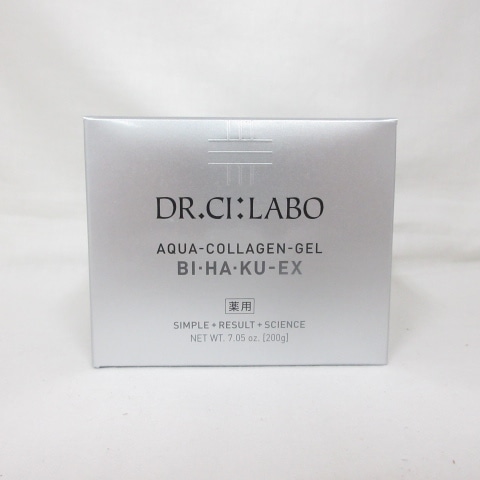 DR.CI:LABO
AQUA-COLLAGEN-GEL
BI·HA·KU-EX
薬用
SIMPLE + RESULT + SCIENCE
NET WT. 7.05 oz. [200g]